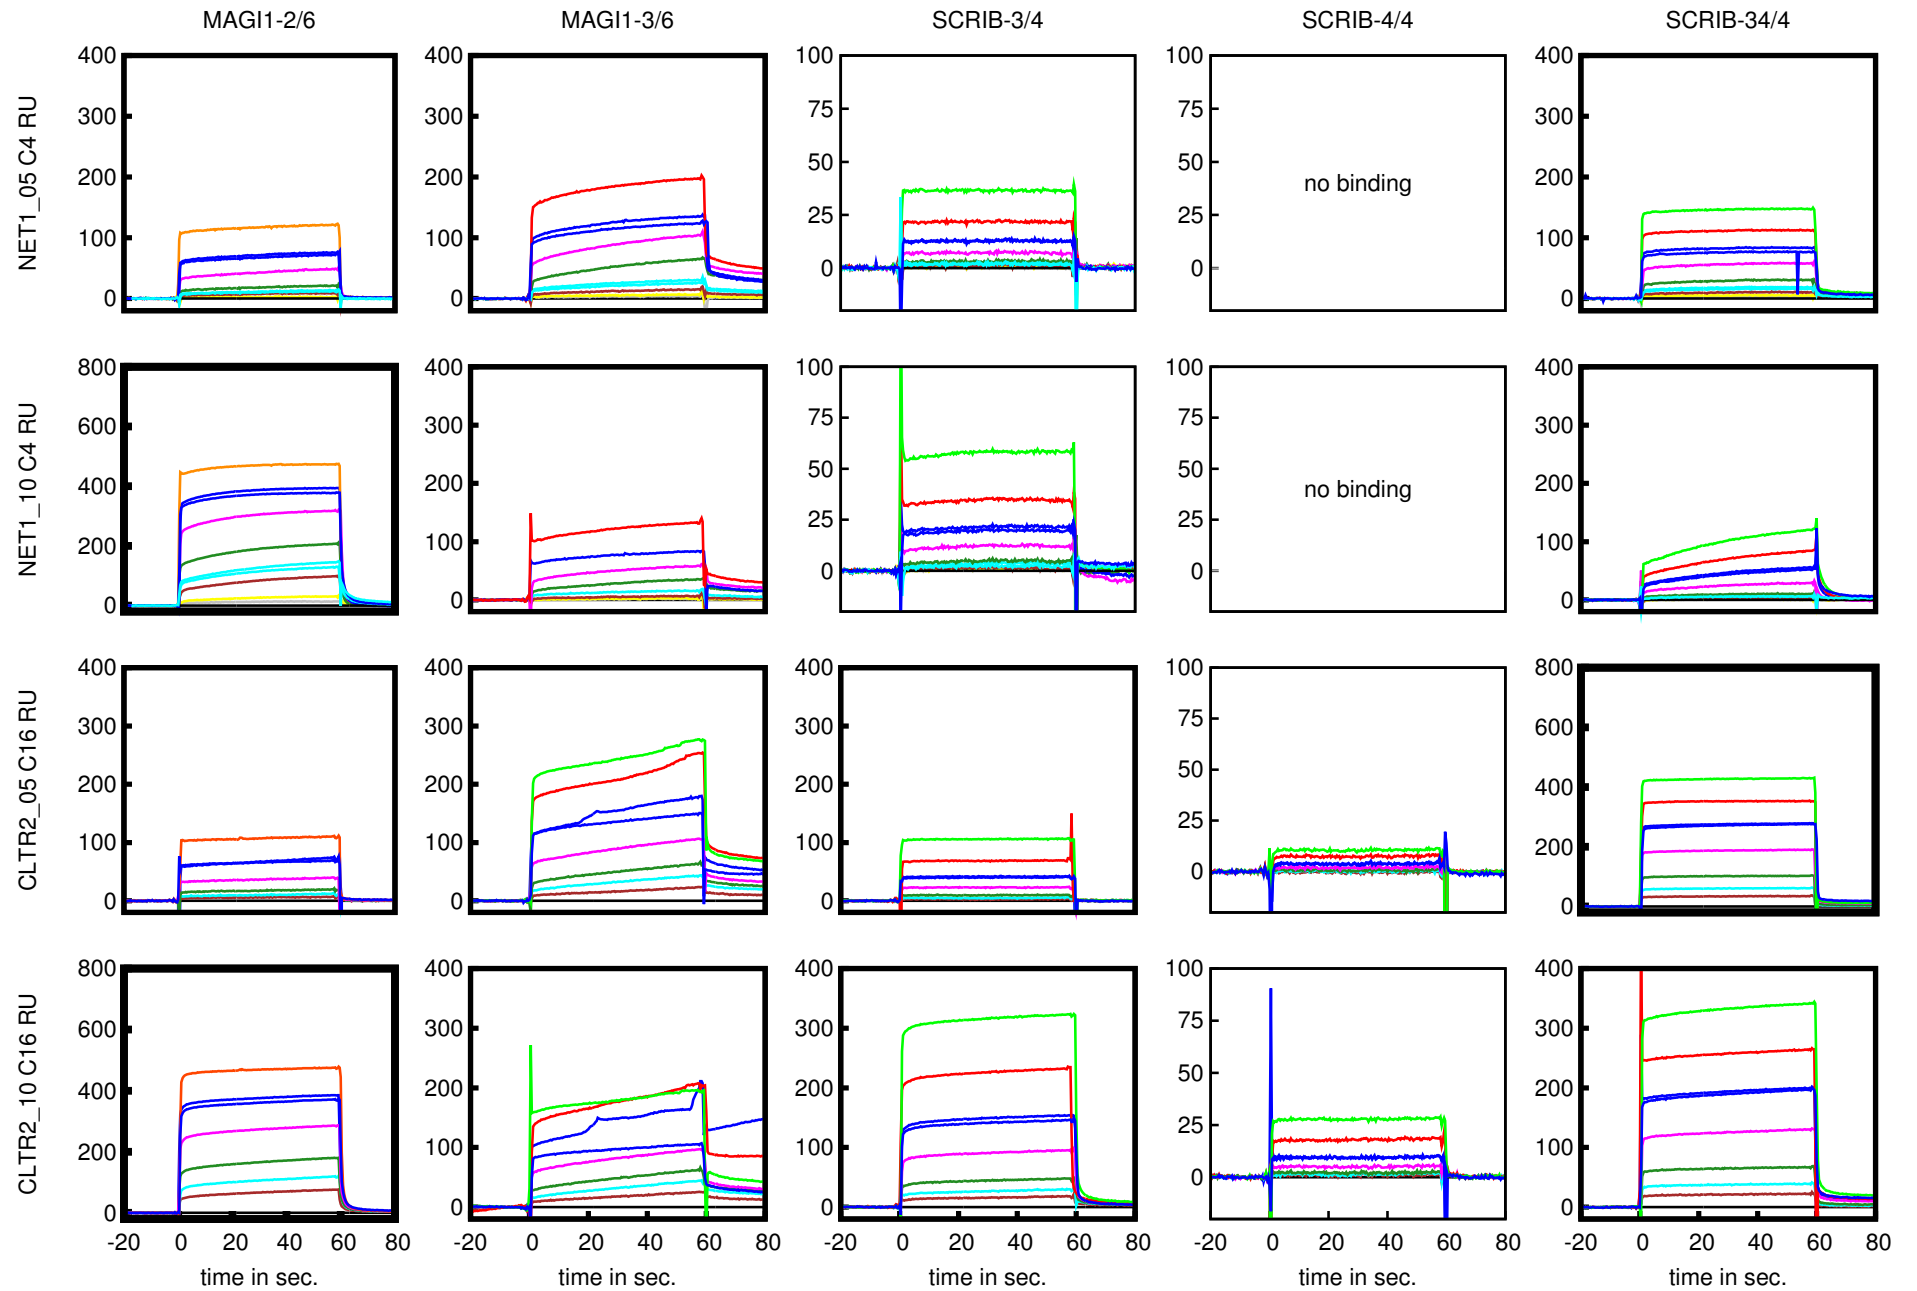 MAGI1-2/6 MAGI1-3/6 SCRIB-3/4 SCRIB-4/4 SCRIB-34/4
NET1_05 C4 RU
400 400 100 100 400
300 300 75 75 300
200 200 50 50 200
no binding
100 100 25 25 100
0 0 0 0 0
NET1_10 C4 RU
800 400 100 100 400
600 300 75 75 300
400 200 50 50 200
no binding
200 100 25 25 100
0 0 0 0 0
CLTR2_05 C16 RU
400 400 400 100 800
300 300 300 75 600
200 200 200 50 400
100 100 100 25 200
0 0 0 0 0
CLTR2_10 C16 RU
800 400 400 100 400
600 300 300 75 300
400 200 200 50 200
200 100 100 25 100
0 0 0 0 0
-20 0 20 40 60 80 -20 0 20 40 60 80 -20 0 20 40 60 80 -20 0 20 40 60 80 -20 0 20 40 60 80
time in sec. time in sec. time in sec. time in sec. time in sec.